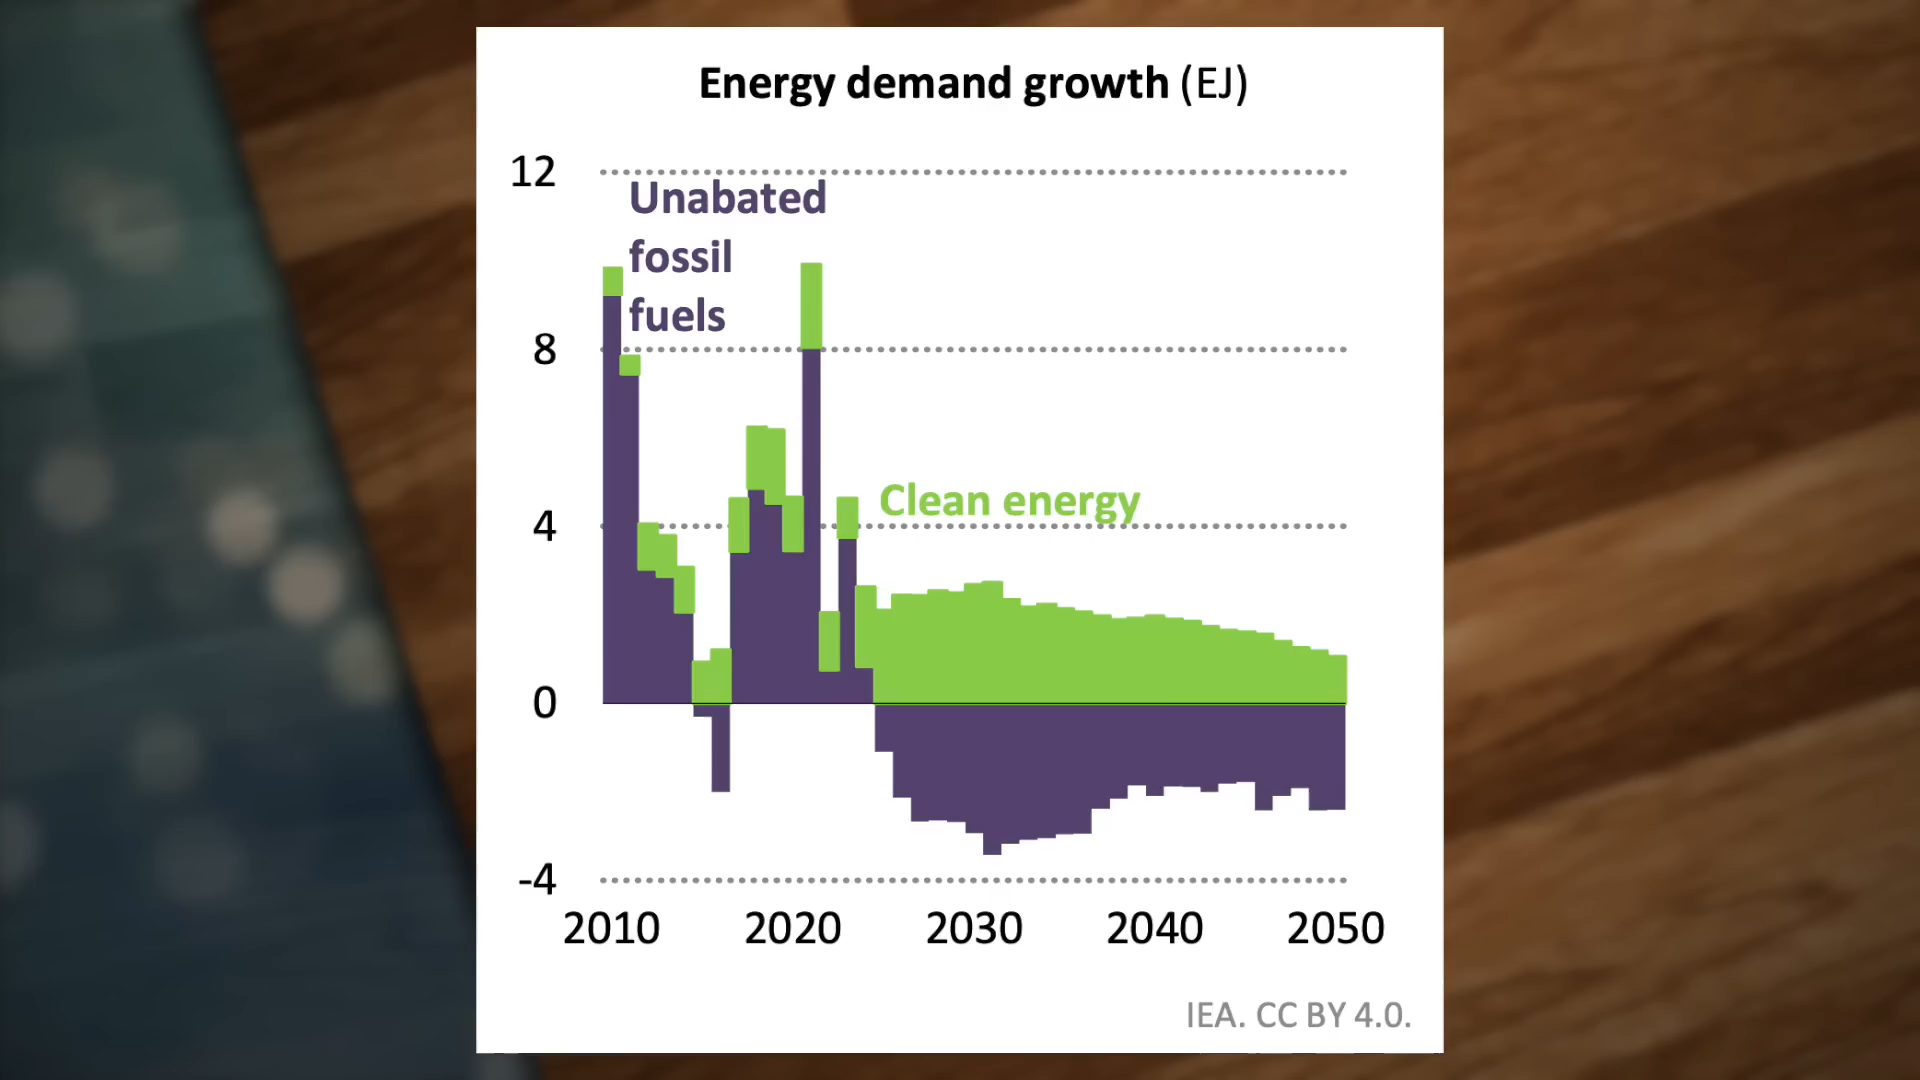 Energy demand growth (EJ)
12
Unabated
fossil
fuels
8
Clean energy
4
0
-4
2010 2020 2030 2040 2050
IEA. CC BY 4.0.